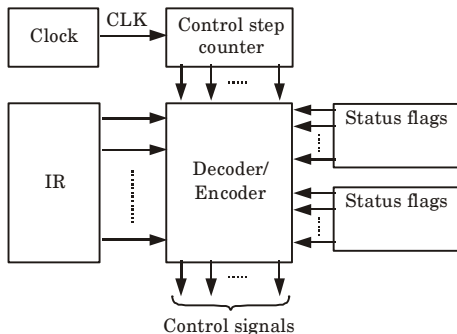 Clock
CLK
Control step
counter
IR
Decoder/
Encoder
Status flags
Status flags
Control signals